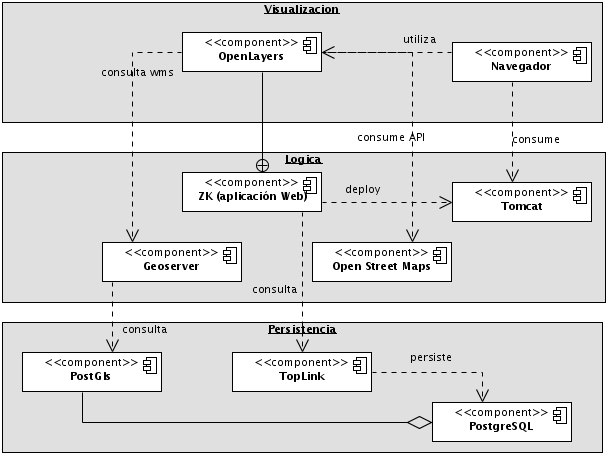 Visualizacion
<<component>>
OpenLayers
utiliza
<<component>>
Navegador
consulta wms
consume API
consume
Logica
<<component>>
ZK (aplicación Web)
deploy
<<component>>
Tomcat
<<component>>
Geoserver
<<component>>
Open Street Maps
consulta
consulta
Persistencia
<<component>>
PostGIs
<<component>>
TopLink
persiste
<<component>>
PostgreSQL